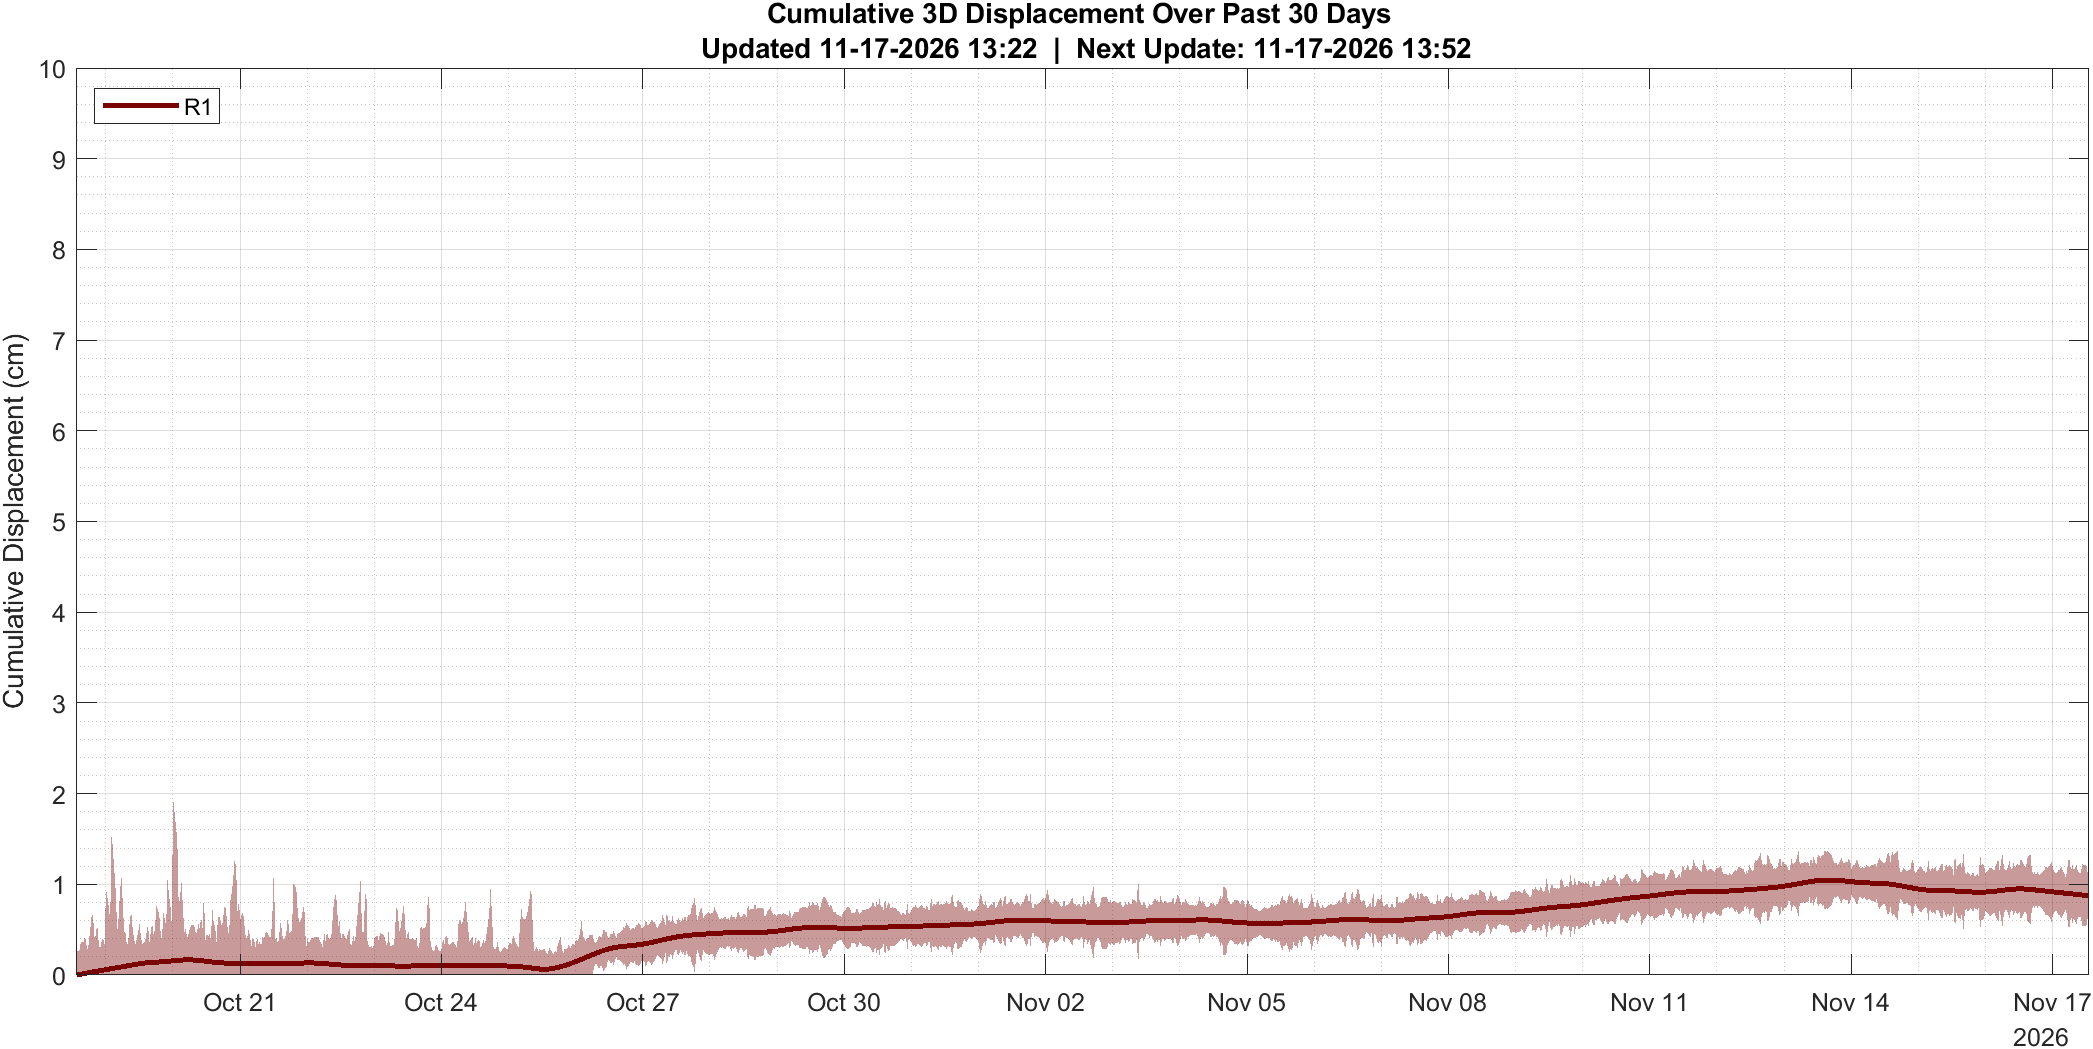 Cumulative 3D Displacement Over Past 30 Days
Updated 11-17-2026 13:22 | Next Update: 11-17-2026 13:52
R1
Cumulative Displacement (cm)
10
9
8
7
6
5
4
3
2
1
0
Oct 21 Oct 24 Oct 27 Oct 30 Nov 02 Nov 05 Nov 08 Nov 11 Nov 14 Nov 17
2026